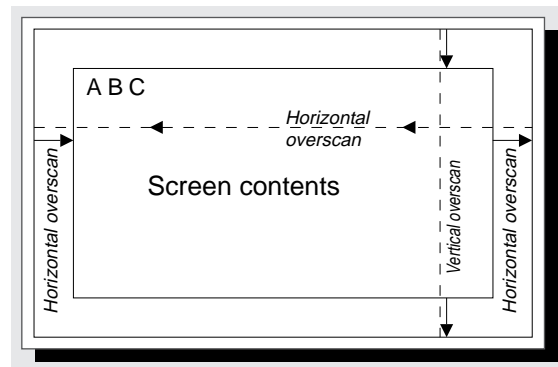 A B C
Horizontal
overscan
Screen contents
Horizontal overscan
Vertical overscan
Horizontal overscan